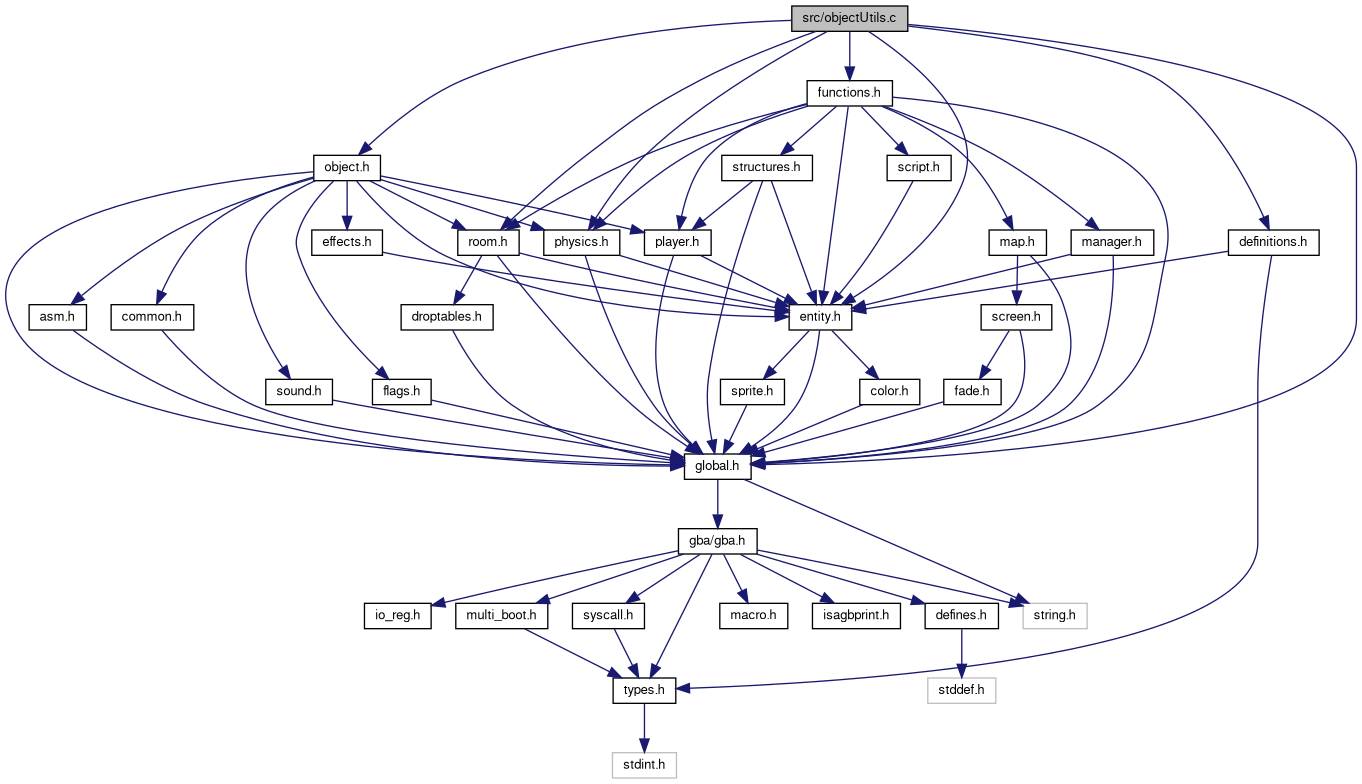 src/objectUtils.c
functions.h
object.h
structures.h
script.h
effects.h
room.h
physics.h
player.h
map.h
manager.h
definitions.h
asm.h
common.h
droptables.h
entity.h
screen.h
sound.h
flags.h
sprite.h
color.h
fade.h
global.h
gba/gba.h
io_reg.h
multi_boot.h
syscall.h
macro.h
isagbprint.h
defines.h
string.h
types.h
stddef.h
stdint.h